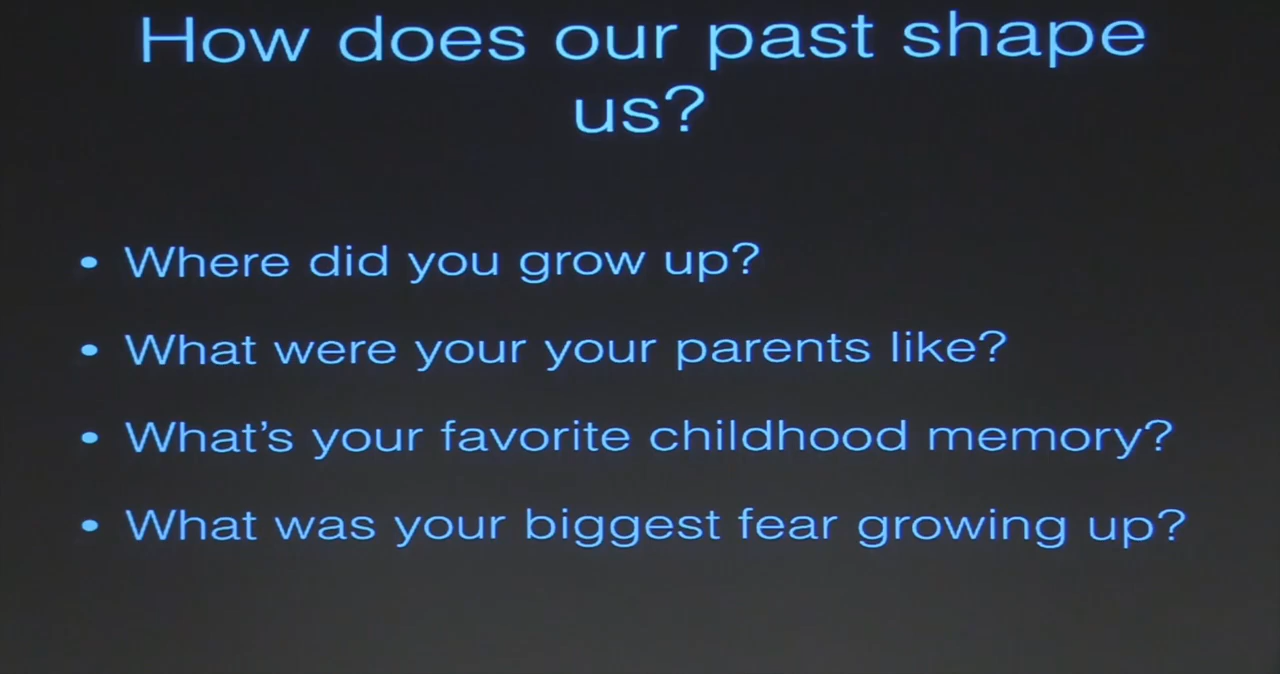 How does our past shape
us?
• Where did you grow up?
• What were your your parents like?
• What's your favorite childhood memory?
• What was your biggest fear growing up?